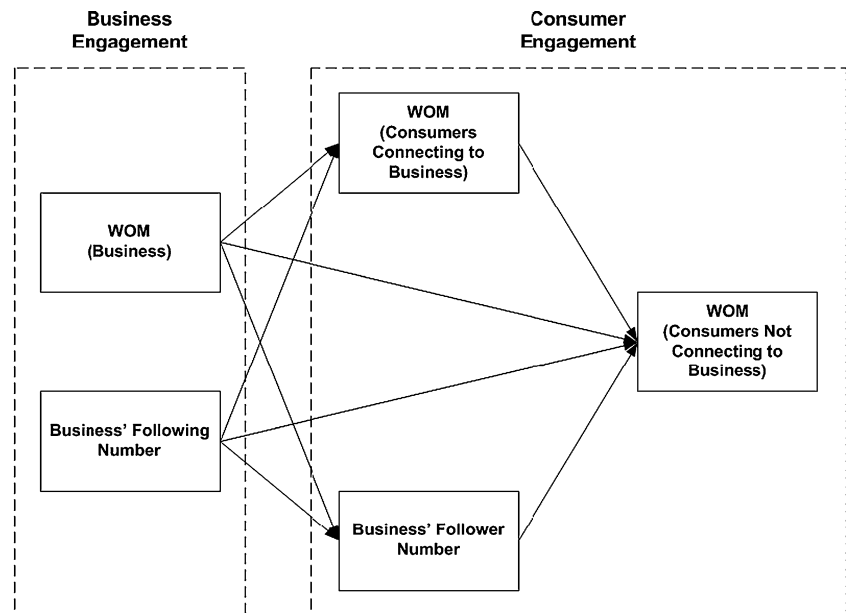 Business
Engagement
Consumer
Engagement
WOM
(Consumers
Connecting to
Business)
WOM
(Business)
WOM
(Consumers Not
Connecting to
Business)
Business' Following
Number
Business' Follower
Number